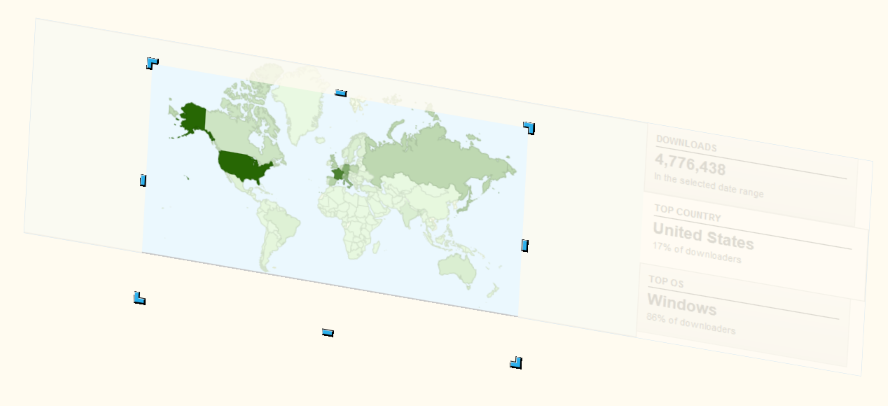 DOWNLOADS
4,776,438
In the selected date range
TOP COUNTRY
United States
17% of downloaders
TOP OS
Windows
86% of downloaders